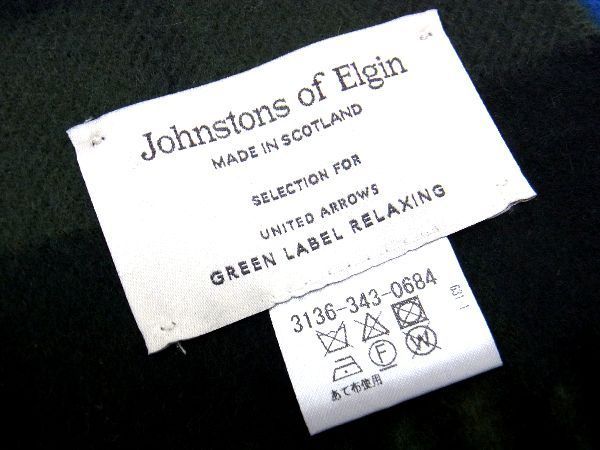 Johnstons of Elgin
MADE IN SCOTLAND
SELECTION FOR
UNITED ARROWS
GREEN LABEL RELAXING
3136-343-0684
F
W
あて布使用